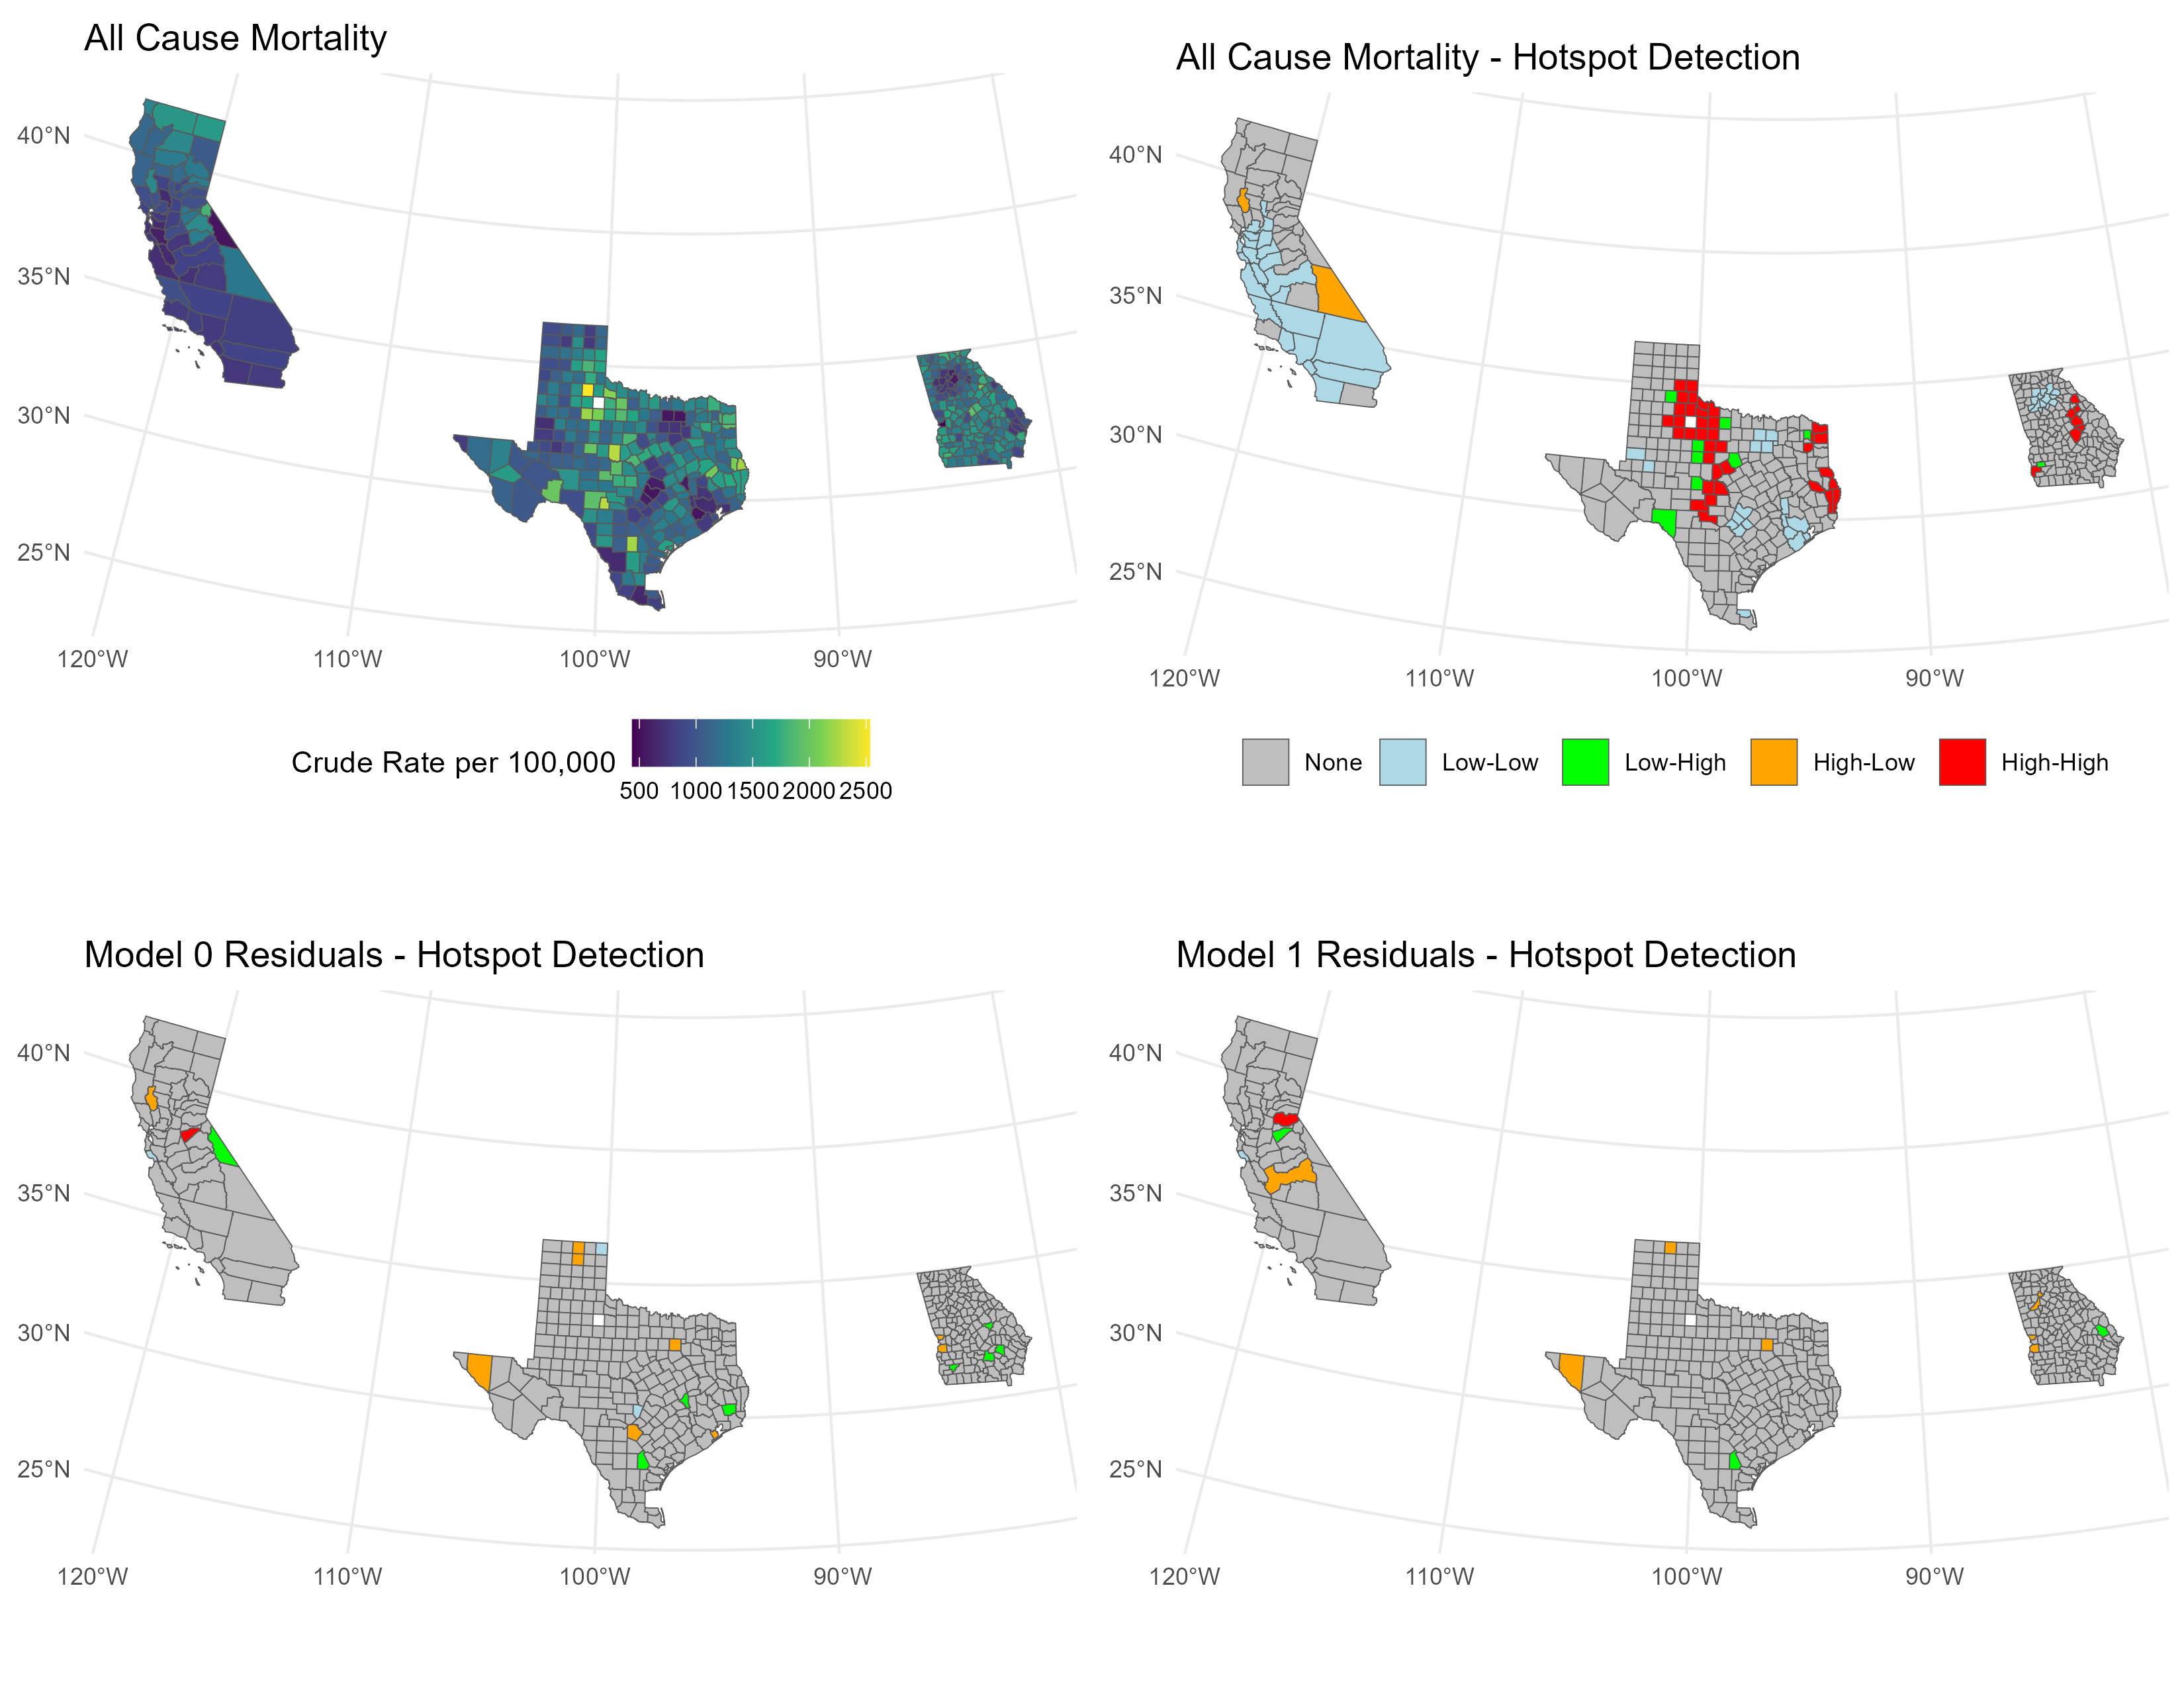 All Cause Mortality
40°N
35°N
30°N
25°N
120°W 110°W 100°W 90°W
Crude Rate per 100,000
500 1000 1500 2000 2500
All Cause Mortality - Hotspot Detection
40°N
35°N
30°N
25°N
120°W 110°W 100°W 90°W
None Low-Low Low-High High-Low High-High
Model 0 Residuals - Hotspot Detection
40°N
35°N
30°N
25°N
120°W 110°W 100°W 90°W
Model 1 Residuals - Hotspot Detection
40°N
35°N
30°N
25°N
120°W 110°W 100°W 90°W